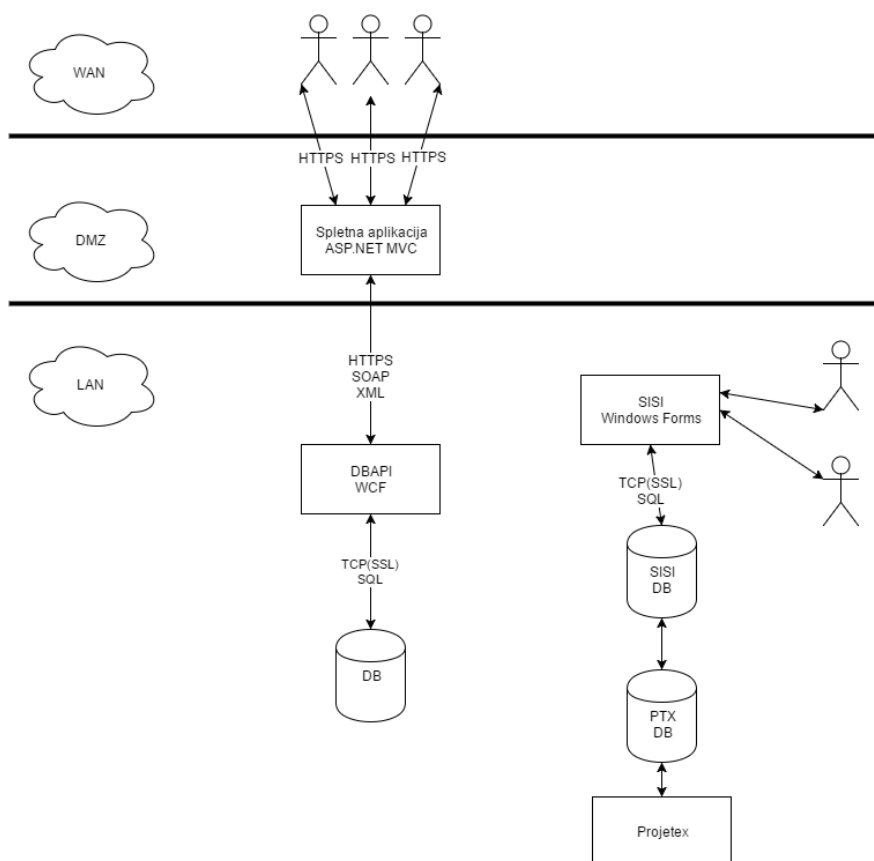 WAN
HTTPS
HTTPS
HTTPS
DMZ
Spletna aplikacija
ASP.NET MVC
LAN
HTTPS
SOAP
XML
SISI
Windows Forms
DBAPI
WCF
TCP(SSL)
SQL
TCP(SSL)
SQL
SISI
DB
DB
PTX
DB
Projetex